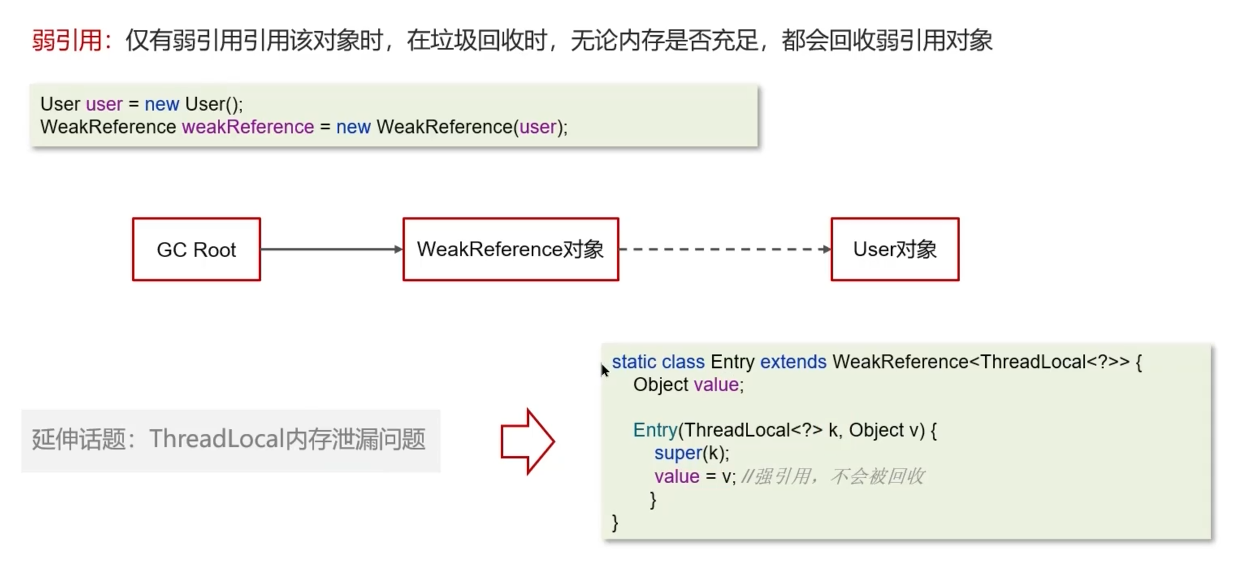 弱引用：仅有弱引用引用该对象时，在垃圾回收时，无论内存是否充足，都会回收弱引用对象
User user = new User();
WeakReference weakReference = new WeakReference(user);
GC Root
WeakReference对象
User对象
延伸话题：ThreadLocal内存泄漏问题
static class Entry extends WeakReference<ThreadLocal<?>> {
Object value;
Entry(ThreadLocal<?> k, Object v) {
super(k);
value = v; //强引用，不会被回收
}
}